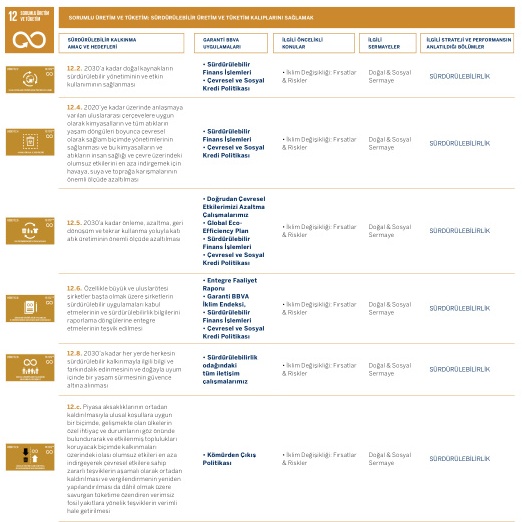 12 SORUMLU ÜRETİM
VE TÜKETİM
SORUMLU ÜRETİM VE TÜKETİM: SÜRDÜRÜLEBİLİR ÜRETİM VE TÜKETİM KALIPLARINI SAĞLAMAK
SÜRDÜRÜLEBİLİR KALKINMA
AMAÇ VE HEDEFLERİ
GARANTİ BBVA
UYGULAMALARI
İLGİLİ ÖNCELİKLİ
KONULAR
İLGİLİ
SERMAYELER
İLGİLİ STRATEJİ VE PERFORMANSIN
ANLATILDIĞI BÖLÜMLER
12.2. 2030'a kadar doğal kaynakların
sürdürülebilir yönetiminin ve etkin
kullanımının sağlanması
• Sürdürülebilir
Finans İşlemleri
• Çevresel ve Sosyal
Kredi Politikası
• İklim Değişikliği: Fırsatlar
& Riskler
Doğal & Sosyal
Sermaye
SÜRDÜRÜLEBİLİRLİK
12.4. 2020'ye kadar üzerinde anlaşmaya
varılan uluslararası çerçevelere uygun
olarak kimyasalların ve tüm atıkların
yaşam döngüleri boyunca çevresel
olarak sağlam biçimde yönetimlerinin
sağlanması ve bu kimyasalların ve
atıkların insan sağlığı ve çevre üzerindeki
olumsuz etkilerini en aza indirgemek için
havaya, suya ve toprağa karışmalarının
önemli ölçüde azaltılması
• Sürdürülebilir
Finans İşlemleri
• Çevresel ve Sosyal
Kredi Politikası
• İklim Değişikliği: Fırsatlar
& Riskler
Doğal & Sosyal
Sermaye
SÜRDÜRÜLEBİLİRLİK
12.5. 2030'a kadar önleme, azaltma, geri
dönüşüm ve tekrar kullanma yoluyla katı
atık üretiminin önemli ölçüde azaltılması
• Doğrudan Çevresel
Etkilerimizi Azaltma
Çalışmalarımız
• Global Eco-
Efficiency Plan
• Sürdürülebilir
Finans İşlemleri
• Çevresel ve Sosyal
Kredi Politikası
• İklim Değişikliği: Fırsatlar
& Riskler
Doğal & Sosyal
Sermaye
SÜRDÜRÜLEBİLİRLİK
12.6. Özellikle büyük ve uluslarötesi
şirketler başta olmak üzere şirketlerin
sürdürülebilir uygulamaları kabul
etmelerinin ve sürdürülebilirlik bilgilerini
raporlama döngülerine entegre
etmelerinin teşvik edilmesi
• Entegre Faaliyet
Raporu
• Garanti BBVA
İklim Endeksi,
• Sürdürülebilir
Finans İşlemleri
• Çevresel ve Sosyal
Kredi Politikası
• İklim Değişikliği: Fırsatlar
& Riskler
Doğal & Sosyal
Sermaye
SÜRDÜRÜLEBİLİRLİK
12.8. 2030'a kadar her yerde herkesin
sürdürülebilir kalkınmayla ilgili bilgi ve
farkındalık edinmesinin ve doğayla uyum
içinde bir yaşam sürmesinin güvence
altına alınması
• Sürdürülebilirlik
odağındaki
tüm iletişim
çalışmalarımız
• İklim Değişikliği: Fırsatlar
& Riskler
Doğal & Sosyal
Sermaye
SÜRDÜRÜLEBİLİRLİK
12.c. Piyasa aksaklıklarının ortadan
kaldırılmasıyla ulusal koşullara uygun
bir biçimde, gelişmekte olan ülkelerin
özel ihtiyaç ve durumlarını göz önünde
bulundurarak ve etkilenmiş toplulukları
koruyacak biçimde kalkınmaları
üzerindeki olası olumsuz etkileri en aza
indirgeyerek çevresel etkilere sahip
zararlı teşviklerin aşamalı olarak ortadan
kaldırılması ve vergilendirmenin yeniden
yapılandırılması da dâhil olmak üzere
savurgan tüketime özendiren verimsiz
fosil yakıtlara yönelik teşviklerin verimli
hale getirilmesi
• Kömürden Çıkış
Politikası
• İklim Değişikliği: Fırsatlar
& Riskler
Doğal & Sosyal
Sermaye
SÜRDÜRÜLEBİLİRLİK